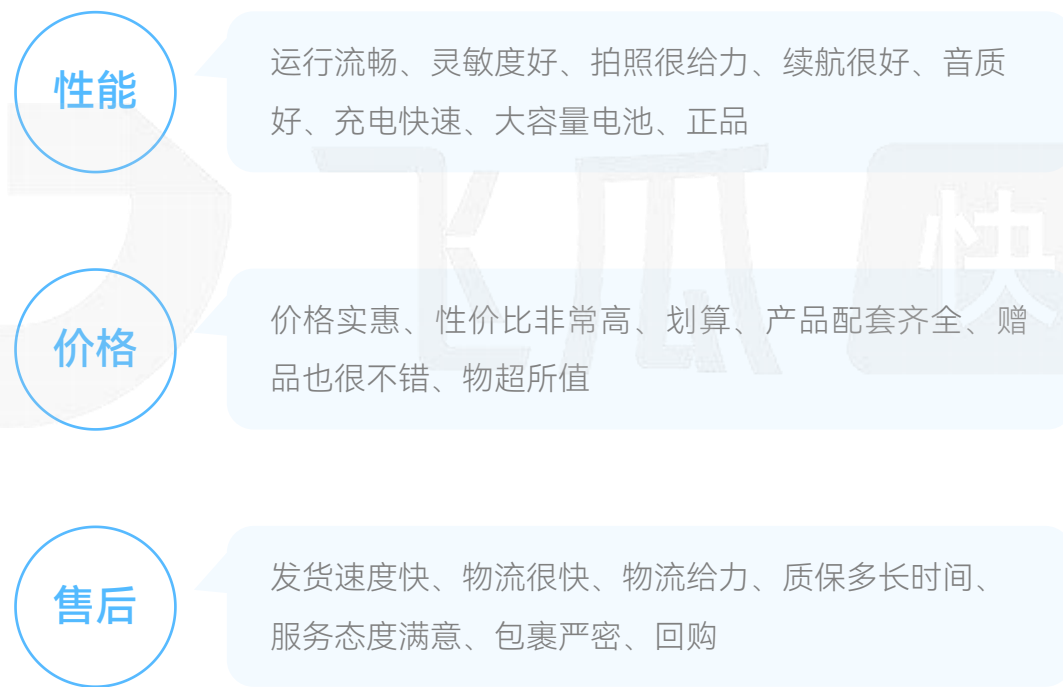 性能
运行流畅、灵敏度好、拍照很给力、续航很好、音质
好、充电快速、大容量电池、正品
飞瓜 快
价格
价格实惠、性价比非常高、划算、产品配套齐全、赠
品也很不错、物超所值
售后
发货速度快、物流很快、物流给力、质保多长时间、
服务态度满意、包裹严密、回购